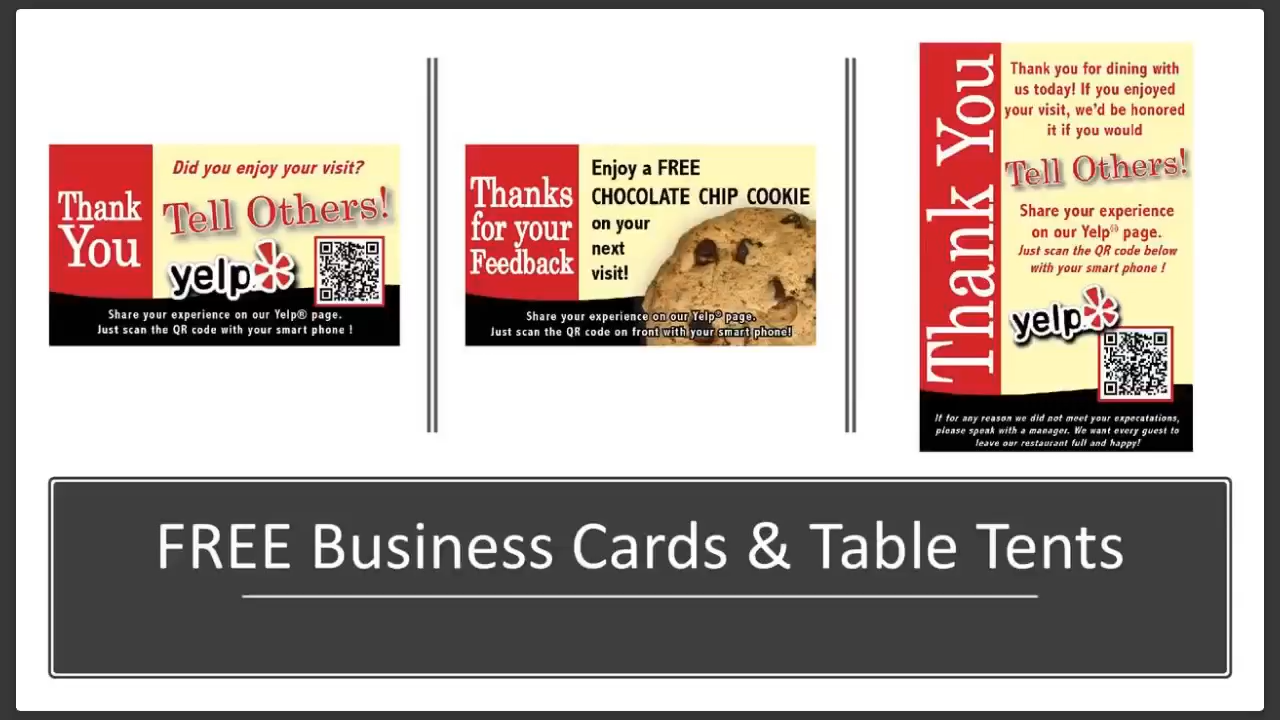 Thank
You
Did you enjoy your visit?
Tell Others!
yelp
Share your experience on our Yelp® page.
Just scan the QR code with your smart phone !
Thanks
for your
Feedback
Enjoy a FREE
CHOCOLATE CHIP COOKIE
on your
next
visit!
Share your experience on our Yelp® page.
Just scan the QR code on front with your smart phone!
Thank You
Thank you for dining with
us today! If you enjoyed
your visit, we'd be honored
it if you would
Tell Others!
Share your experience
on our Yelp® page.
Just scan the QR code below
with your smart phone !
yelp
If for any reason we did not meet your expecatations,
please speak with a manager. We want every guest to
leave our restaurant full and happy!
FREE Business Cards & Table Tents